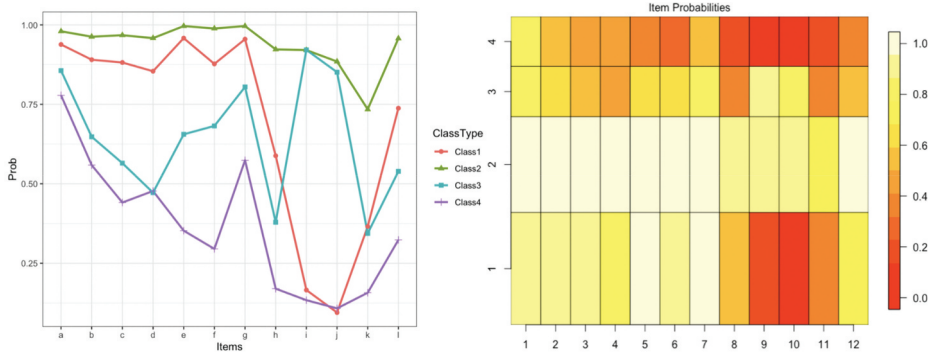 Item Probabilities
1.00
0.75
0.50
0.25
Prob
a b c d e f g h i j k l
Items
ClassType
Class1
Class2
Class3
Class4
4
3
2
1
1 2 3 4 5 6 7 8 9 10 11 12
1.0
0.8
0.6
0.4
0.2
0.0